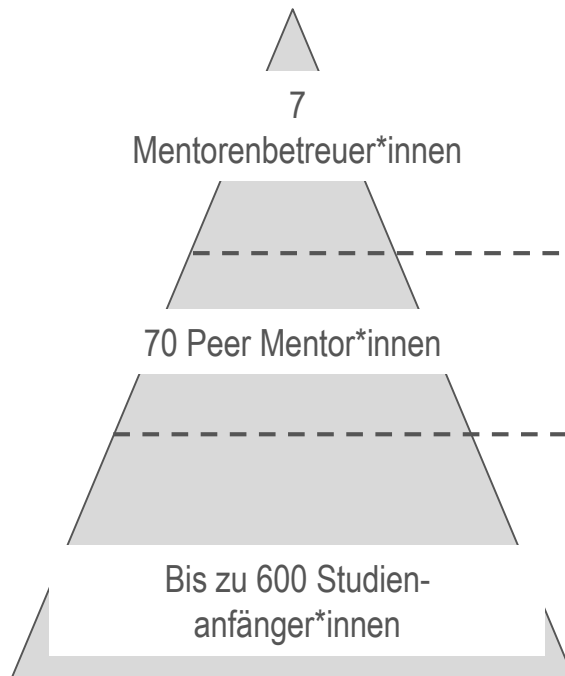 7
Mentorenbetreuer*innen
70 Peer Mentor*innen
Bis zu 600 Studien-
anfänger*innen